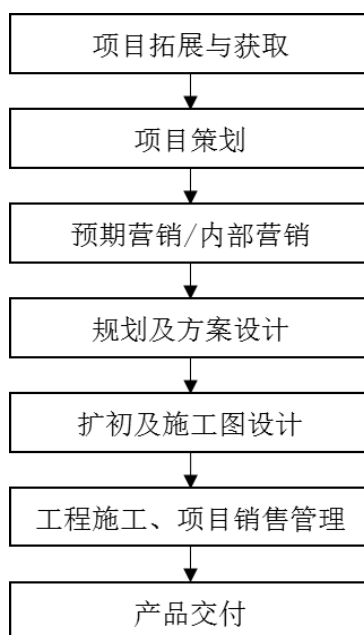 项目拓展与获取
项目策划
预期营销/内部营销
规划及方案设计
扩初及施工图设计
工程施工、项目销售管理
产品交付